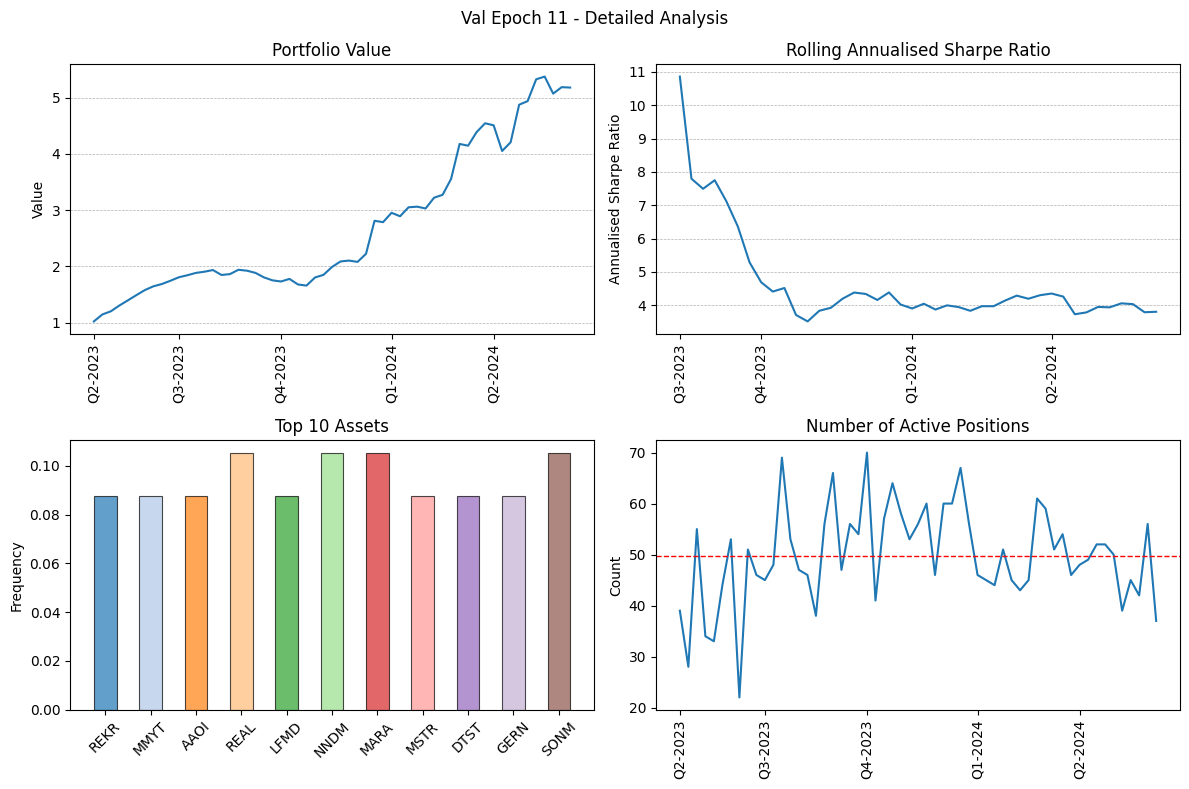 Val Epoch 11 - Detailed Analysis
Portfolio Value
Value
5
4
3
2
1
Q2-2023
Q3-2023
Q4-2023
Q1-2024
Q2-2024
Rolling Annualised Sharpe Ratio
Annualised Sharpe Ratio
11
10
9
8
7
6
5
4
Q3-2023
Q4-2023
Q1-2024
Q2-2024
Top 10 Assets
Frequency
0.10
0.08
0.06
0.04
0.02
0.00
REKR
MMYT
AAOI
REAL
LFMD
NNDM
MARA
MSTR
DTST
GERN
SONM
Number of Active Positions
Count
70
60
50
40
30
20
Q2-2023
Q3-2023
Q4-2023
Q1-2024
Q2-2024